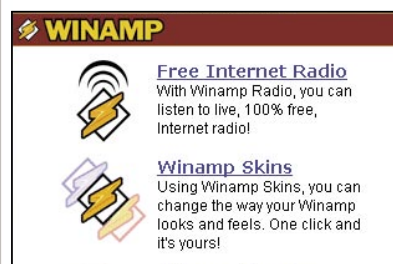 WINAMP
Free Internet Radio
With Winamp Radio, you can
listen to live, 100% free,
Internet radio!
Winamp Skins
Using Winamp Skins, you can
change the way your Winamp
looks and feels. One click and
it's yours!